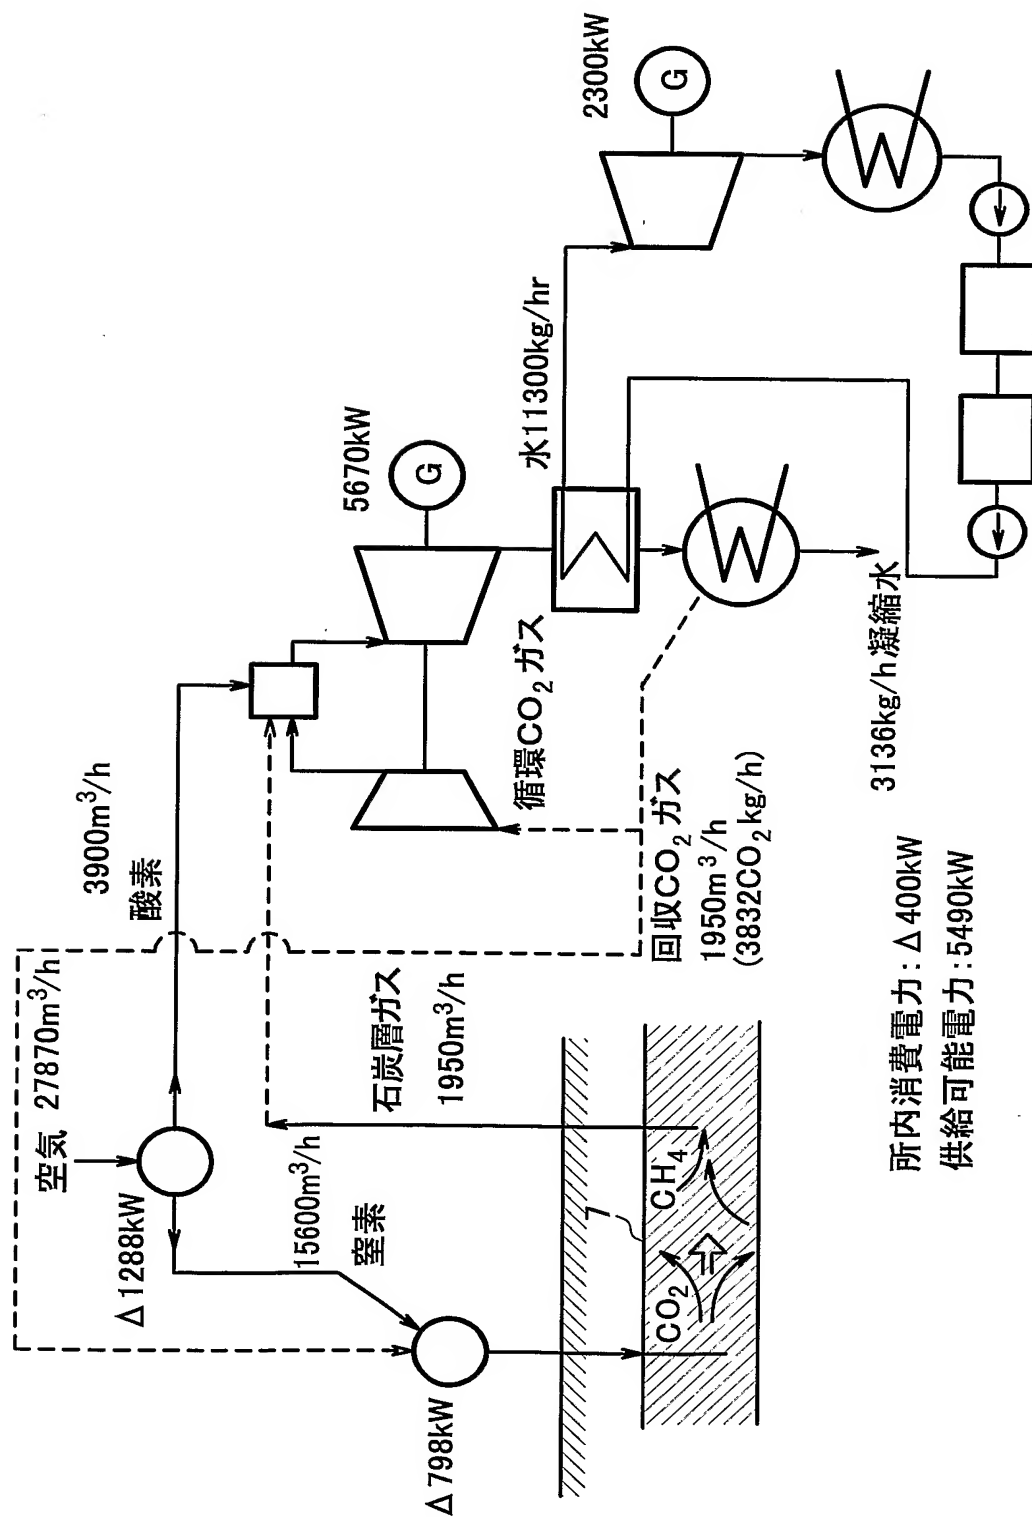 空気 27870m³/h
Δ1288kW
3900m³/h
酸素
15600m³/h
窒素
Δ798kW
石炭層ガス
1950m³/h
5670kW
G
循環CO₂ガス
回収CO₂ガス
1950m³/h
(3832CO₂kg/h)
水11300kg/hr
2300kW
G
3136kg/h凝縮水
7
CO₂
CH₄
所内消費電力:Δ400kW
供給可能電力:5490kW